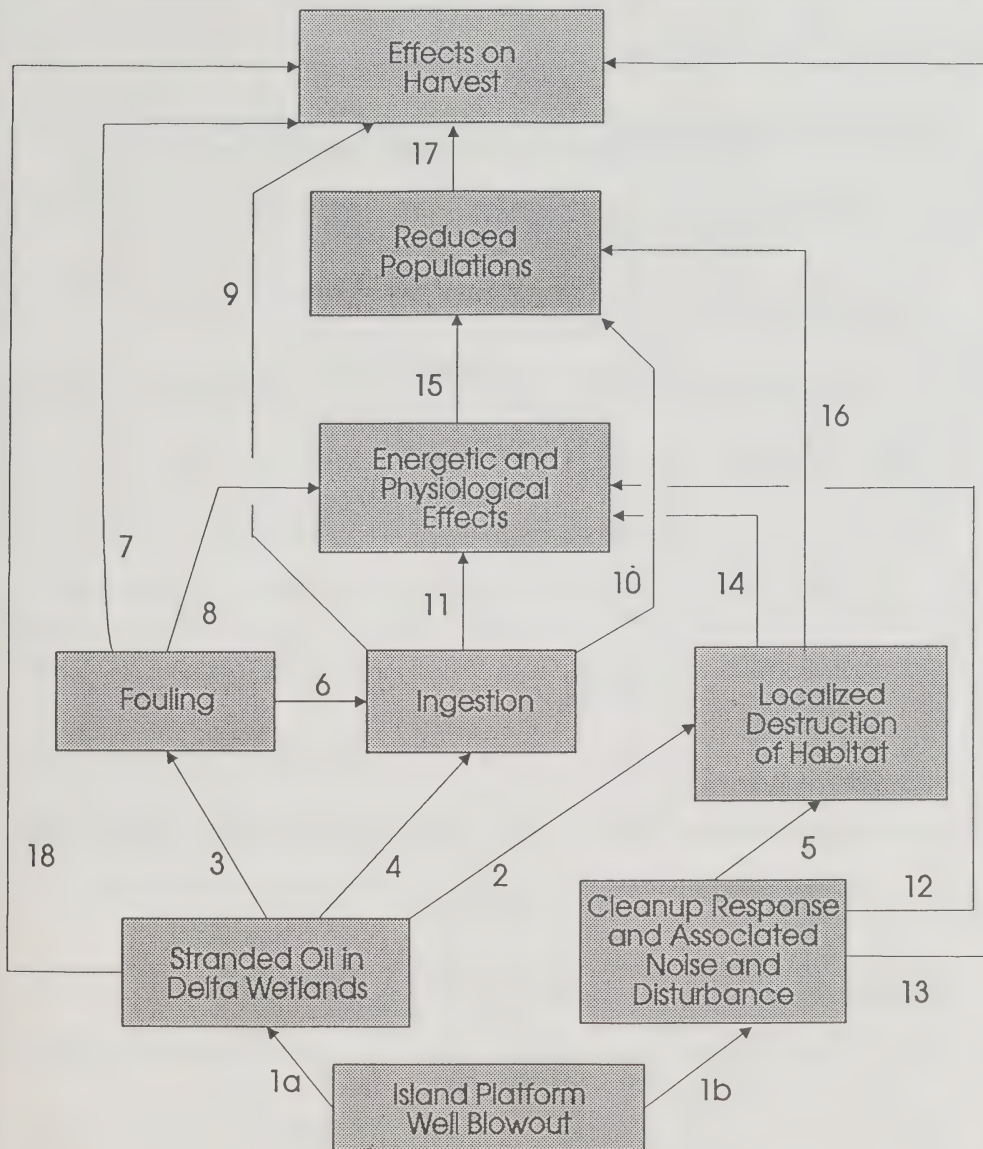 Effects on
Harvest
17
Reduced
Populations
9
15
16
Energetic and
Physiological
Effects
7
8
11
10
14
Fouling
6
Ingestion
Localized
Destruction
of Habitat
18
3
4
2
5
12
Stranded Oil in
Delta Wetlands
Cleanup Response
and Associated
Noise and
Disturbance
13
1a
1b
Island Platform
Well Blowout